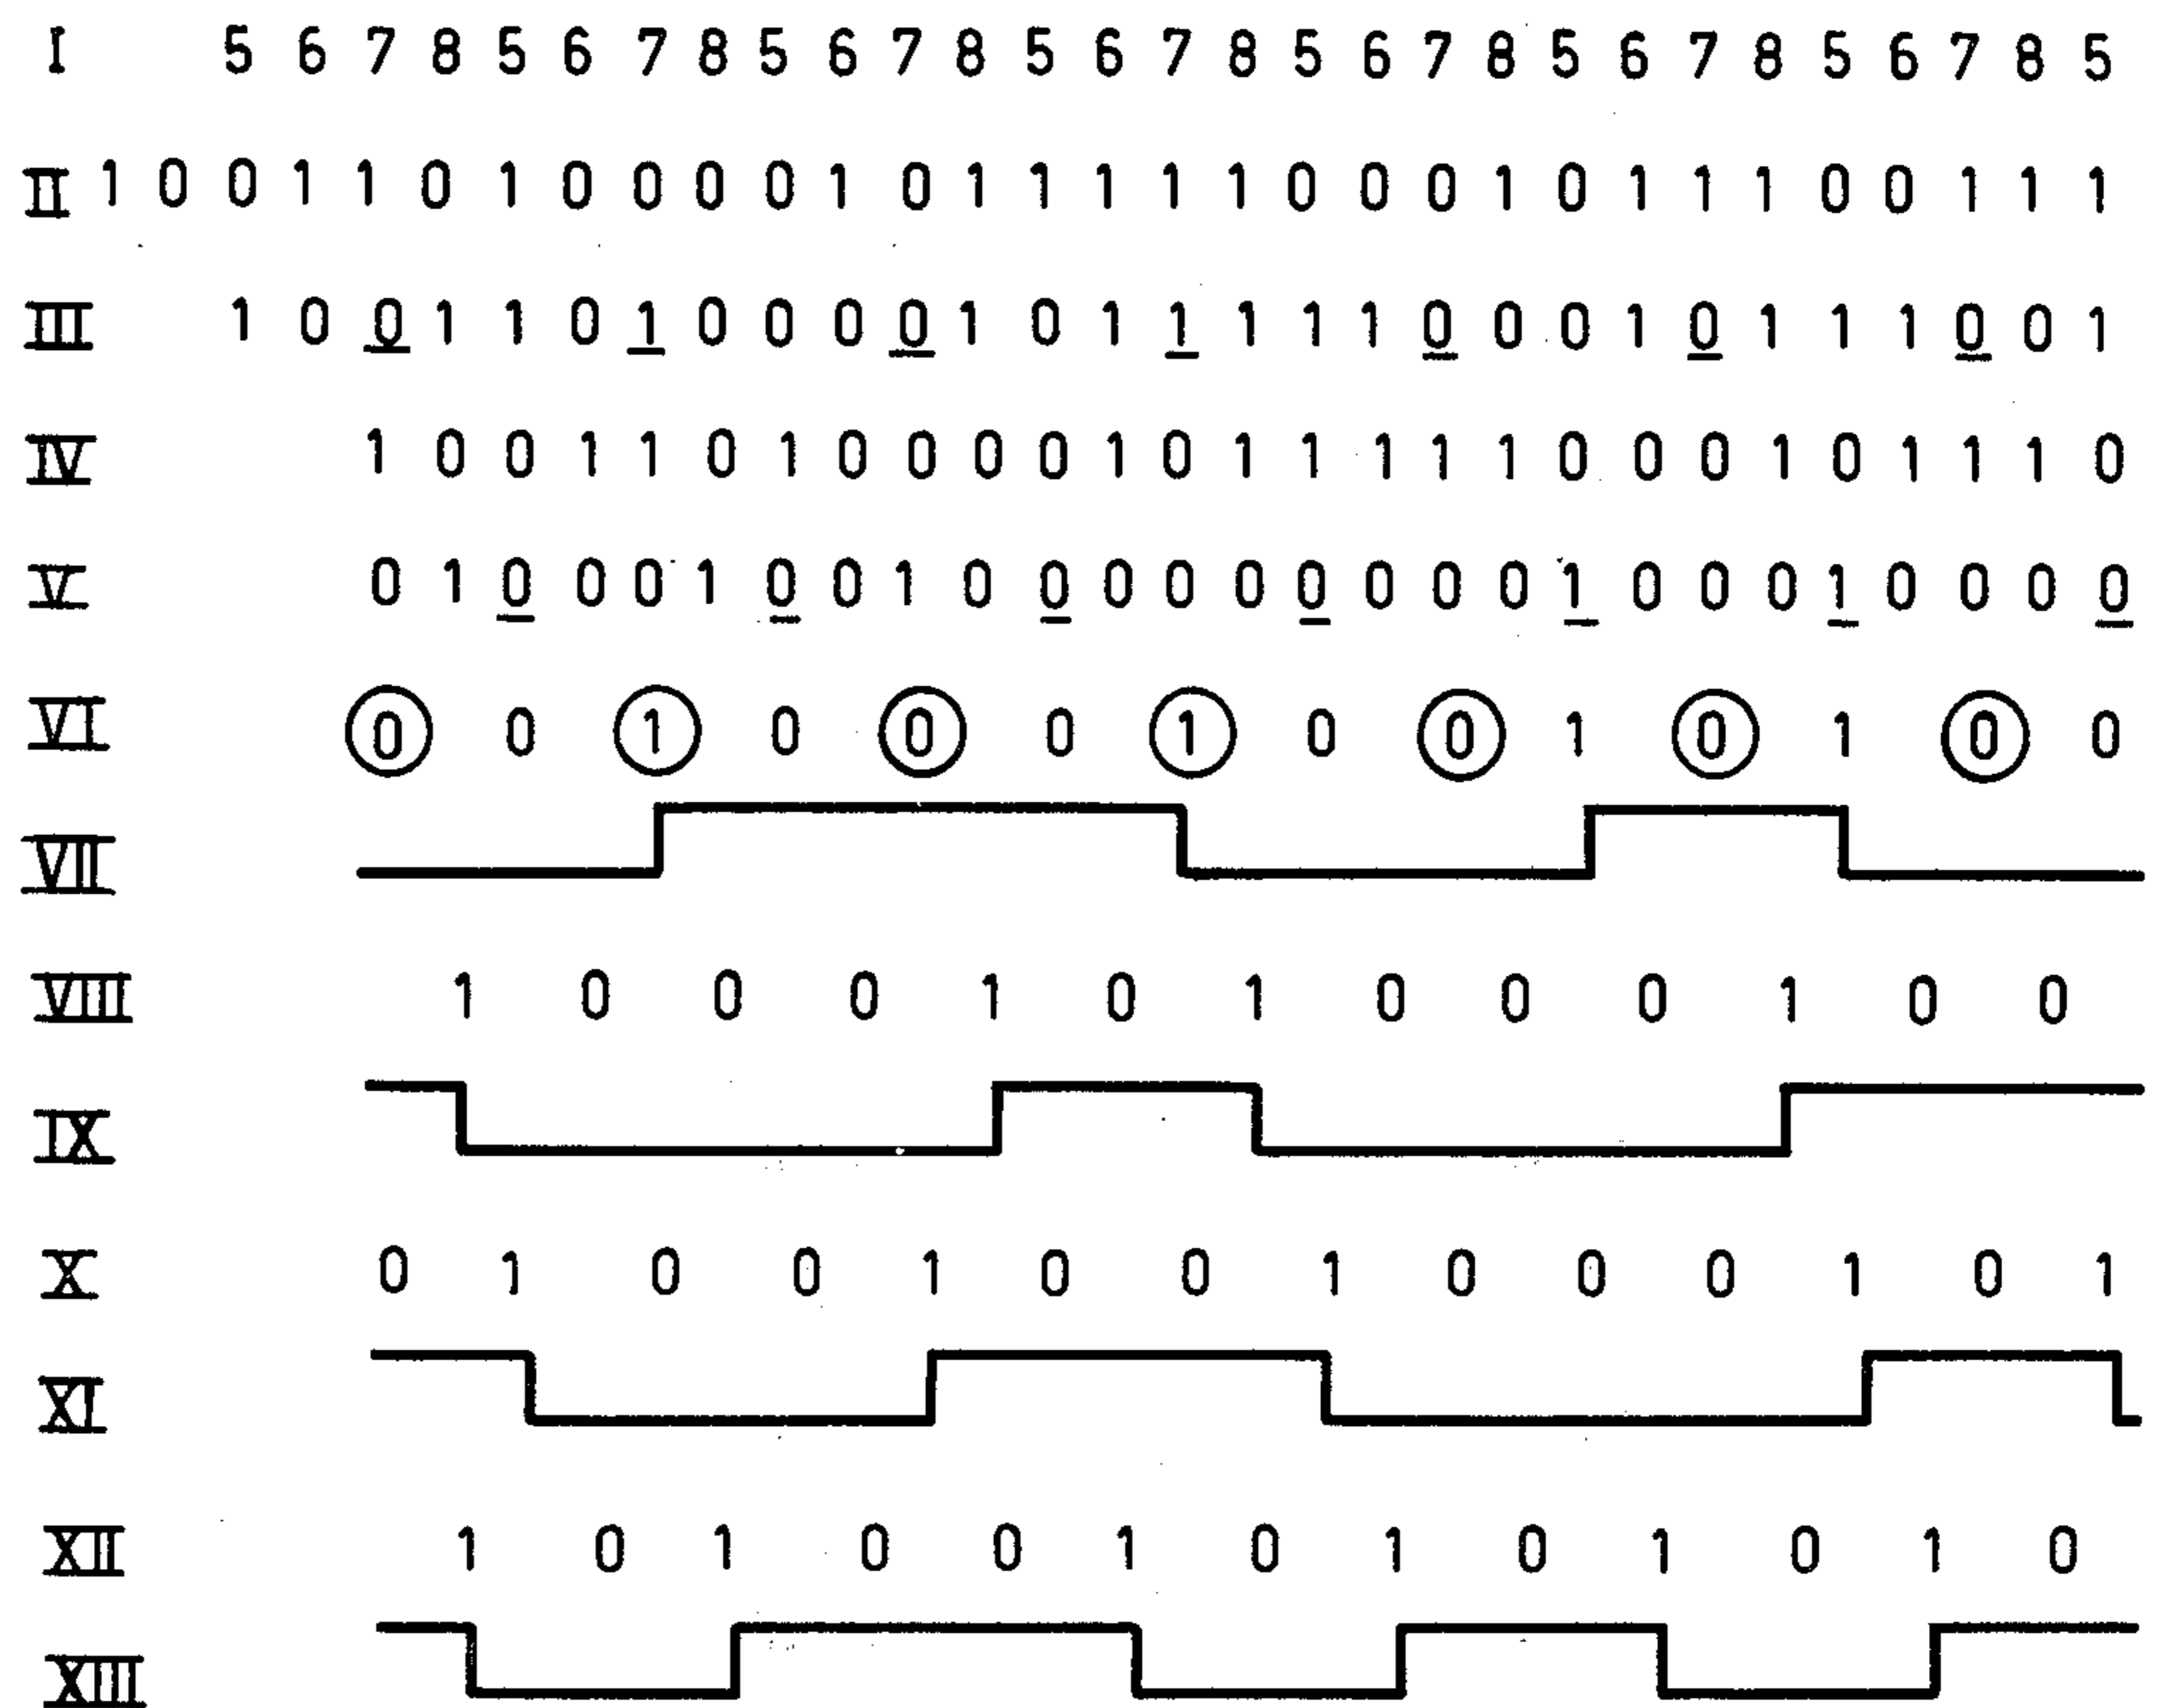 I 5 6 7 8 5 6 7 8 5 6 7 8 5 6 7 8 5 6 7 8 5 6 7 8 5 6 7 8 5
II 1 0 0 1 1 0 1 0 0 0 0 1 0 1 1 1 1 1 0 0 0 1 0 1 1 1 0 0 1 1 1
III 1 0 0 1 1 0 1 0 0 0 0 1 0 1 1 1 1 1 0 0 0 1 0 1 1 1 0 0 1
IV 1 0 0 1 1 0 1 0 0 0 0 1 0 1 1 1 1 1 0 0 0 1 0 1 1 1 0
V 0 1 0 0 0 1 0 0 1 0 0 0 0 0 0 0 0 0 1 0 0 0 1 0 0 0 0
VI 0 0 1 0 0 0 1 0 0 1 0 1 0 0
VII
VIII 1 0 0 0 1 0 1 0 0 0 1 0 0
IX
X 0 1 0 0 1 0 0 1 0 0 0 1 0 1
XI
XII 1 0 1 0 0 1 0 1 0 1 0 1 0
XIII